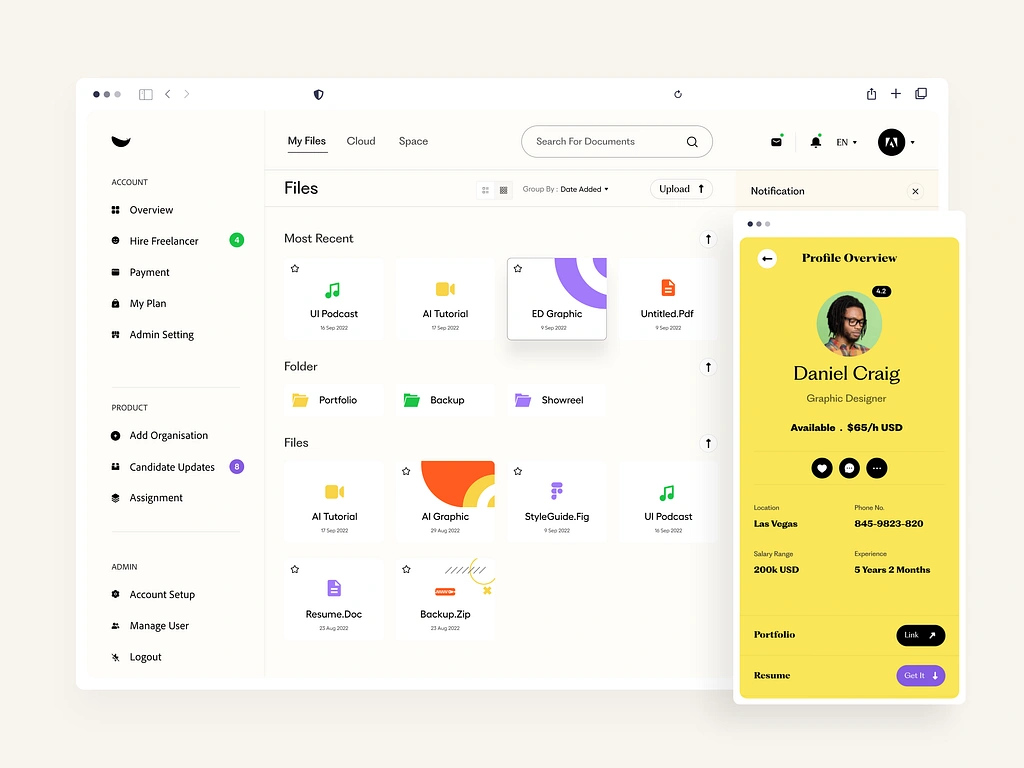 My Files
Cloud
Space
Search For Documents
EN
ACCOUNT
Overview
Hire Freelancer
4
Payment
My Plan
Admin Setting
PRODUCT
Add Organisation
Candidate Updates
8
Assignment
ADMIN
Account Setup
Manage User
Logout
Files
Group By : Date Added
Upload
Notification
Most Recent
UI Podcast
16 Sep 2022
AI Tutorial
17 Sep 2022
ED Graphic
9 Sep 2022
Untitled.Pdf
9 Sep 2022
Folder
Portfolio
Backup
Showreel
Files
AI Tutorial
17 Sep 2022
AI Graphic
29 Aug 2022
StyleGuide.Fig
9 Sep 2022
UI Podcast
16 Sep 2022
Resume.Doc
23 Aug 2022
Backup.Zip
23 Aug 2022
Profile Overview
4.2
Daniel Craig
Graphic Designer
Available . $65/h USD
Location
Las Vegas
Phone No.
845-9823-820
Salary Range
200k USD
Experience
5 Years 2 Months
Portfolio
Link
Resume
Get It